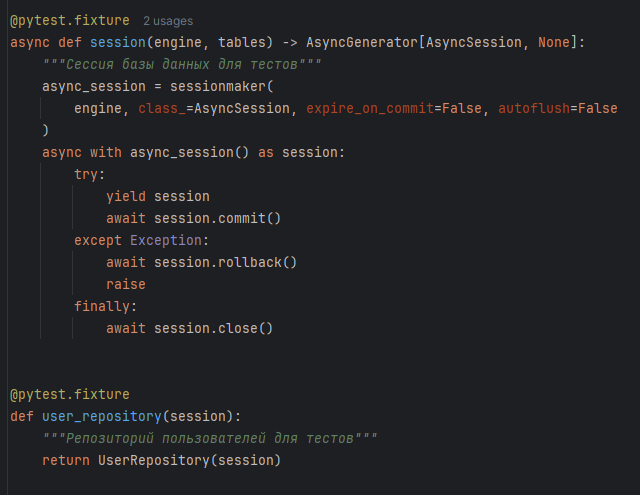 @pytest.fixture 2 usages
async def session(engine, tables) -> AsyncGenerator[AsyncSession, None]:
    """Сессия базы данных для тестов"""
    async_session = sessionmaker(
        engine, class_=AsyncSession, expire_on_commit=False, autoflush=False
    )
    async with async_session() as session:
        try:
            yield session
            await session.commit()
        except Exception:
            await session.rollback()
            raise
        finally:
            await session.close()
@pytest.fixture
def user_repository(session):
    """Репозиторий пользователей для тестов"""
    return UserRepository(session)